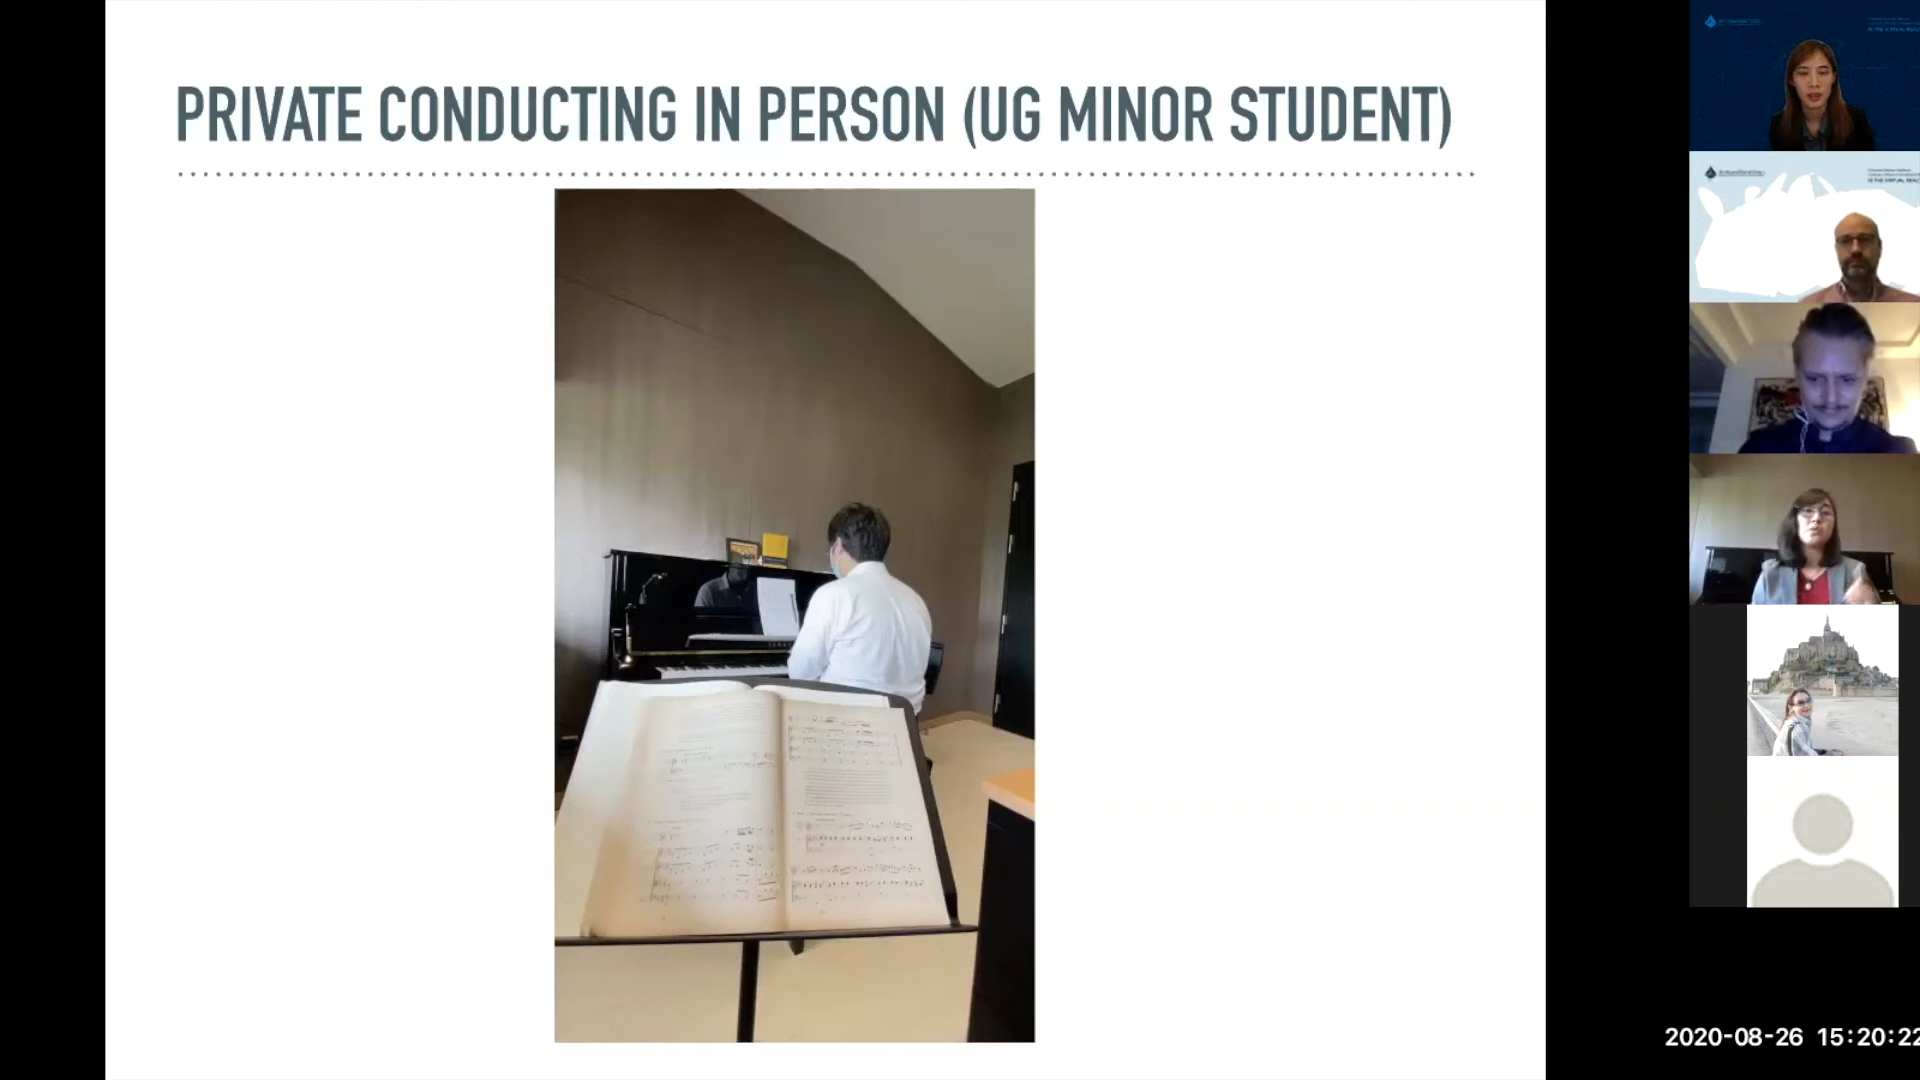 PRIVATE CONDUCTING IN PERSON (UG MINOR STUDENT)
2020-08-26 15:20:22